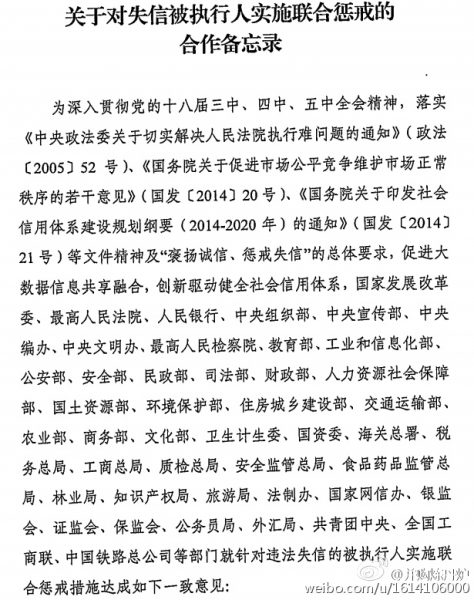 关于对失信被执行人实施联合惩戒的
合作备忘录
为深入贯彻党的十八届三中、四中、五中全会精神，落实
《中央政法委关于切实解决人民法院执行难问题的通知》（政法
〔2005〕52 号）、《国务院关于促进市场公平竞争维护市场正常
秩序的若干意见》（国发〔2014〕20 号）、《国务院关于印发社会
信用体系建设规划纲要（2014-2020 年）的通知》（国发〔2014〕
21 号）等文件精神及“褒扬诚信、惩戒失信”的总体要求，促进大
数据信息共享融合，创新驱动健全社会信用体系，国家发展改革
委、最高人民法院、人民银行、中央组织部、中央宣传部、中央
编办、中央文明办、最高人民检察院、教育部、工业和信息化部、
公安部、安全部、民政部、司法部、财政部、人力资源社会保障
部、国土资源部、环境保护部、住房城乡建设部、交通运输部、
农业部、商务部、文化部、卫生计生委、国资委、海关总署、税
务总局、工商总局、质检总局、安全监管总局、食品药品监管总
局、林业局、知识产权局、旅游局、法制办、国家网信办、银监
会、证监会、保监会、公务员局、外汇局、共青团中央、全国工
商联、中国铁路总公司等部门就针对违法失信的被执行人实施联
合惩戒措施达成如下一致意见：
weibo.com/u/1614106000